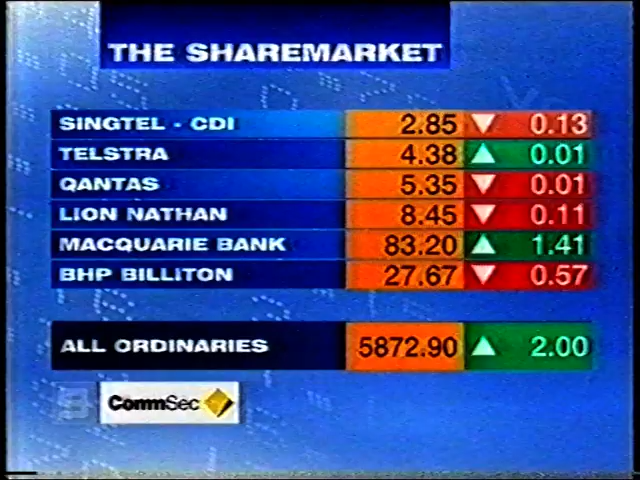 THE SHAREMARKET
SINGTEL - CDI 2.85 ▼ 0.13
TELSTRA 4.38 ▲ 0.01
QANTAS 5.35 ▼ 0.01
LION NATHAN 8.45 ▼ 0.11
MACQUARIE BANK 83.20 ▲ 1.41
BHP BILLITON 27.67 ▼ 0.57
ALL ORDINARIES 5872.90 ▲ 2.00
CommSec